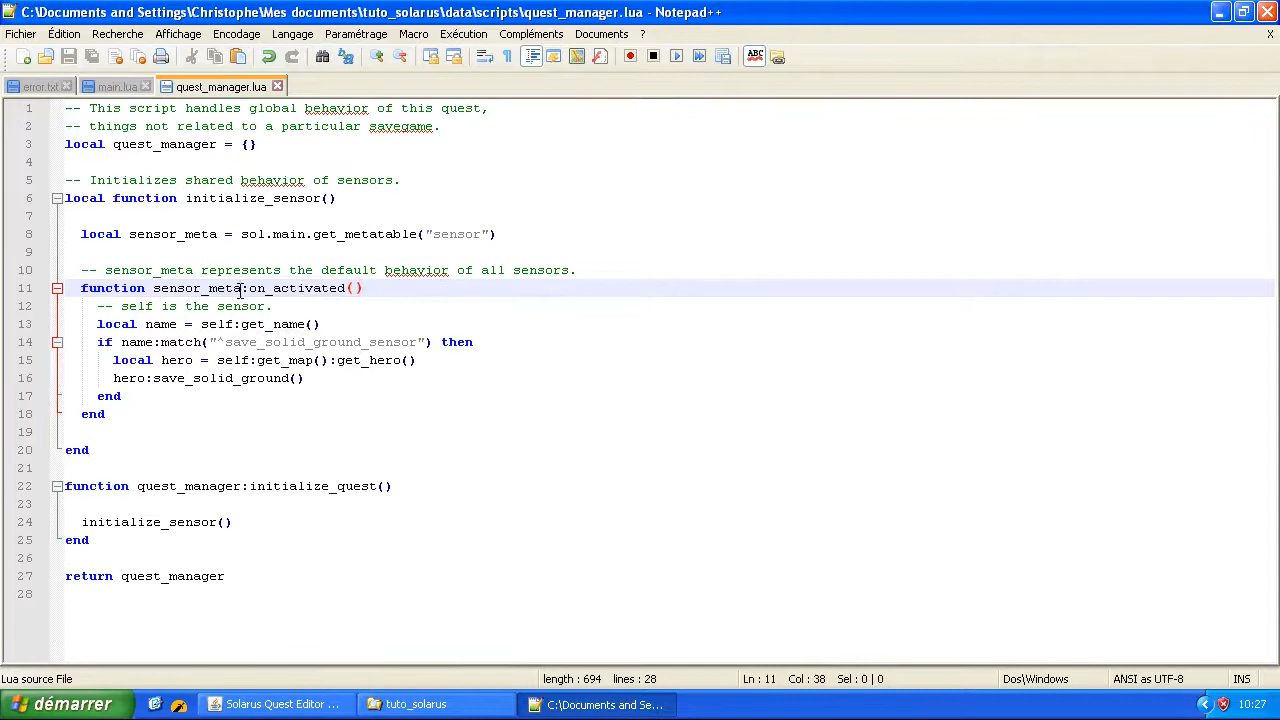 C:\Documents and Settings\Christophe\Mes documents\tuto_solarus\data\scripts\quest_manager.lua - Notepad++
Fichier Édition Recherche Affichage Encodage Langage Paramétrage Macro Exécution Compléments Documents ? X
ABC
error.txt main.lua quest_manager.lua
1 -- This script handles global behavior of this quest,
2 -- things not related to a particular savegame.
3 local quest_manager = {}
4
5 -- Initializes shared behavior of sensors.
6 local function initialize_sensor()
7
8 local sensor_meta = sol.main.get_metatable("sensor")
9
10 -- sensor_meta represents the default behavior of all sensors.
11 function sensor_meta:on_activated()
12 -- self is the sensor.
13 local name = self:get_name()
14 if name:match("^save_solid_ground_sensor") then
15 local hero = self:get_map():get_hero()
16 hero:save_solid_ground()
17 end
18 end
19
20 end
21
22 function quest_manager:initialize_quest()
23
24 initialize_sensor()
25 end
26
27 return quest_manager
28
Lua source File length : 694 lines : 28 Ln : 11 Col : 38 Sel : 0 | 0 Dos\Windows ANSI as UTF-8 INS
démarrer Solarus Quest Editor ... tuto_solarus C:\Documents and Se... 10:27